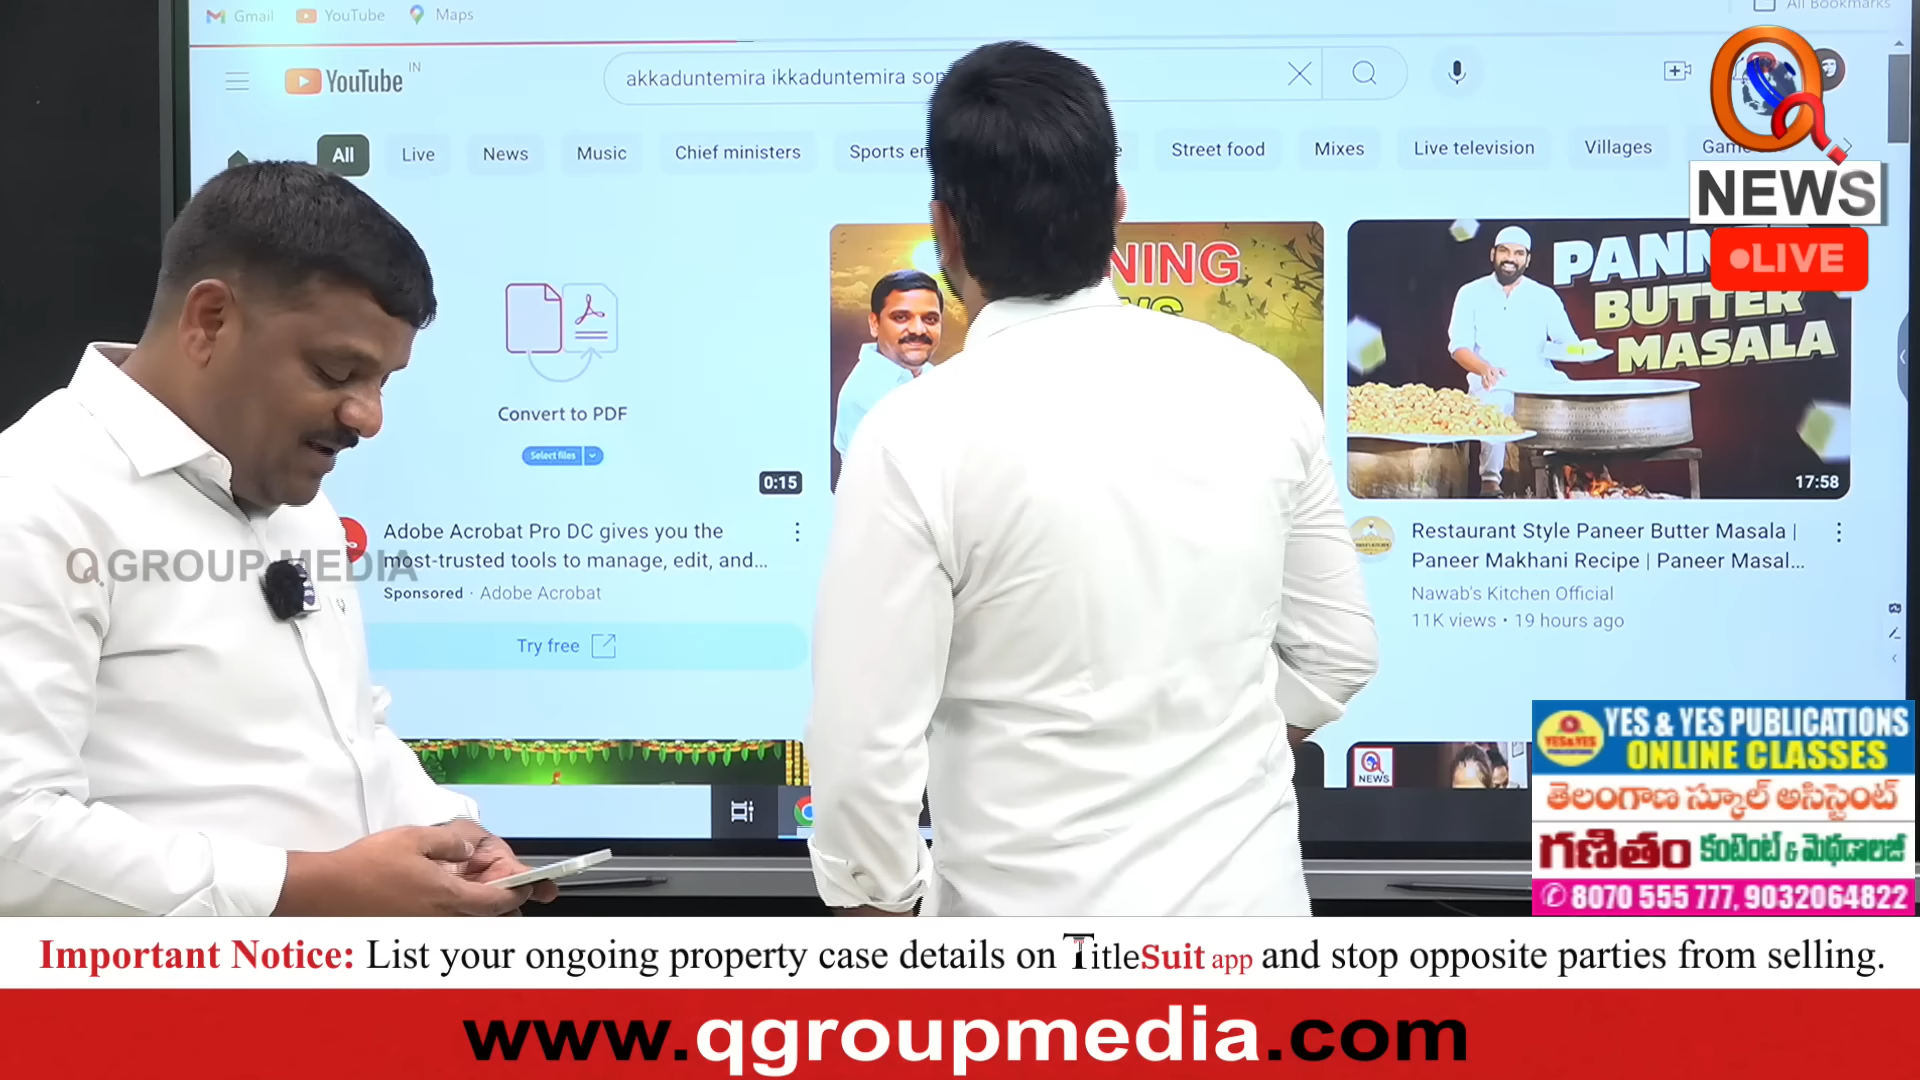 Gmail YouTube Maps All Bookmarks
YouTube IN
akkaduntemira ikkaduntemira
All Live News Music Chief ministers Sports Street food Mixes Live television Villages
NEWS
LIVE
NING
Convert to PDF
Select files
0:15
PANN
BUTTER
MASALA
17:58
Adobe Acrobat Pro DC gives you the
most-trusted tools to manage, edit, and...
Sponsored · Adobe Acrobat
Try free
Restaurant Style Paneer Butter Masala |
Paneer Makhani Recipe | Paneer Masal...
Nawab's Kitchen Official
11K views • 19 hours ago
Q GROUP MEDIA
NEWS
YES & YES PUBLICATIONS
YES&YES
ONLINE CLASSES
తెలంగాణ స్కూల్ అసిస్టెంట్
గణితం కంటెంట్ & మెథడాలజీ
8070 555 777, 9032064822
Important Notice: List your ongoing property case details on TitleSuit app and stop opposite parties from selling.
www.qgroupmedia.com